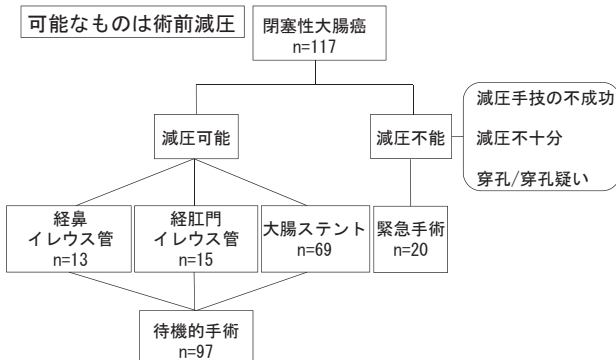 可能なものは術前減圧
閉塞性大腸癌
n=117
減圧可能
減圧不能
減圧手技の不成功
減圧不十分
穿孔/穿孔疑い
経鼻
イレウス管
n=13
経肛門
イレウス管
n=15
大腸ステント
n=69
緊急手術
n=20
待機的手術
n=97